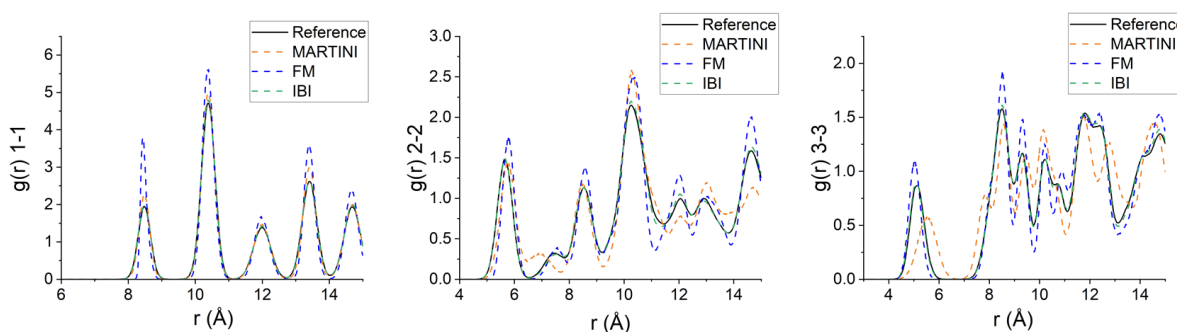 Reference
MARTINI
FM
IBI
g(r) 1-1
6
5
4
3
2
1
0
6 8 10 12 14
r (Å)
Reference
MARTINI
FM
IBI
g(r) 2-2
3.0
2.5
2.0
1.5
1.0
0.5
0.0
4 6 8 10 12 14
r (Å)
Reference
MARTINI
FM
IBI
g(r) 3-3
2.0
1.5
1.0
0.5
0.0
4 6 8 10 12 14
r (Å)